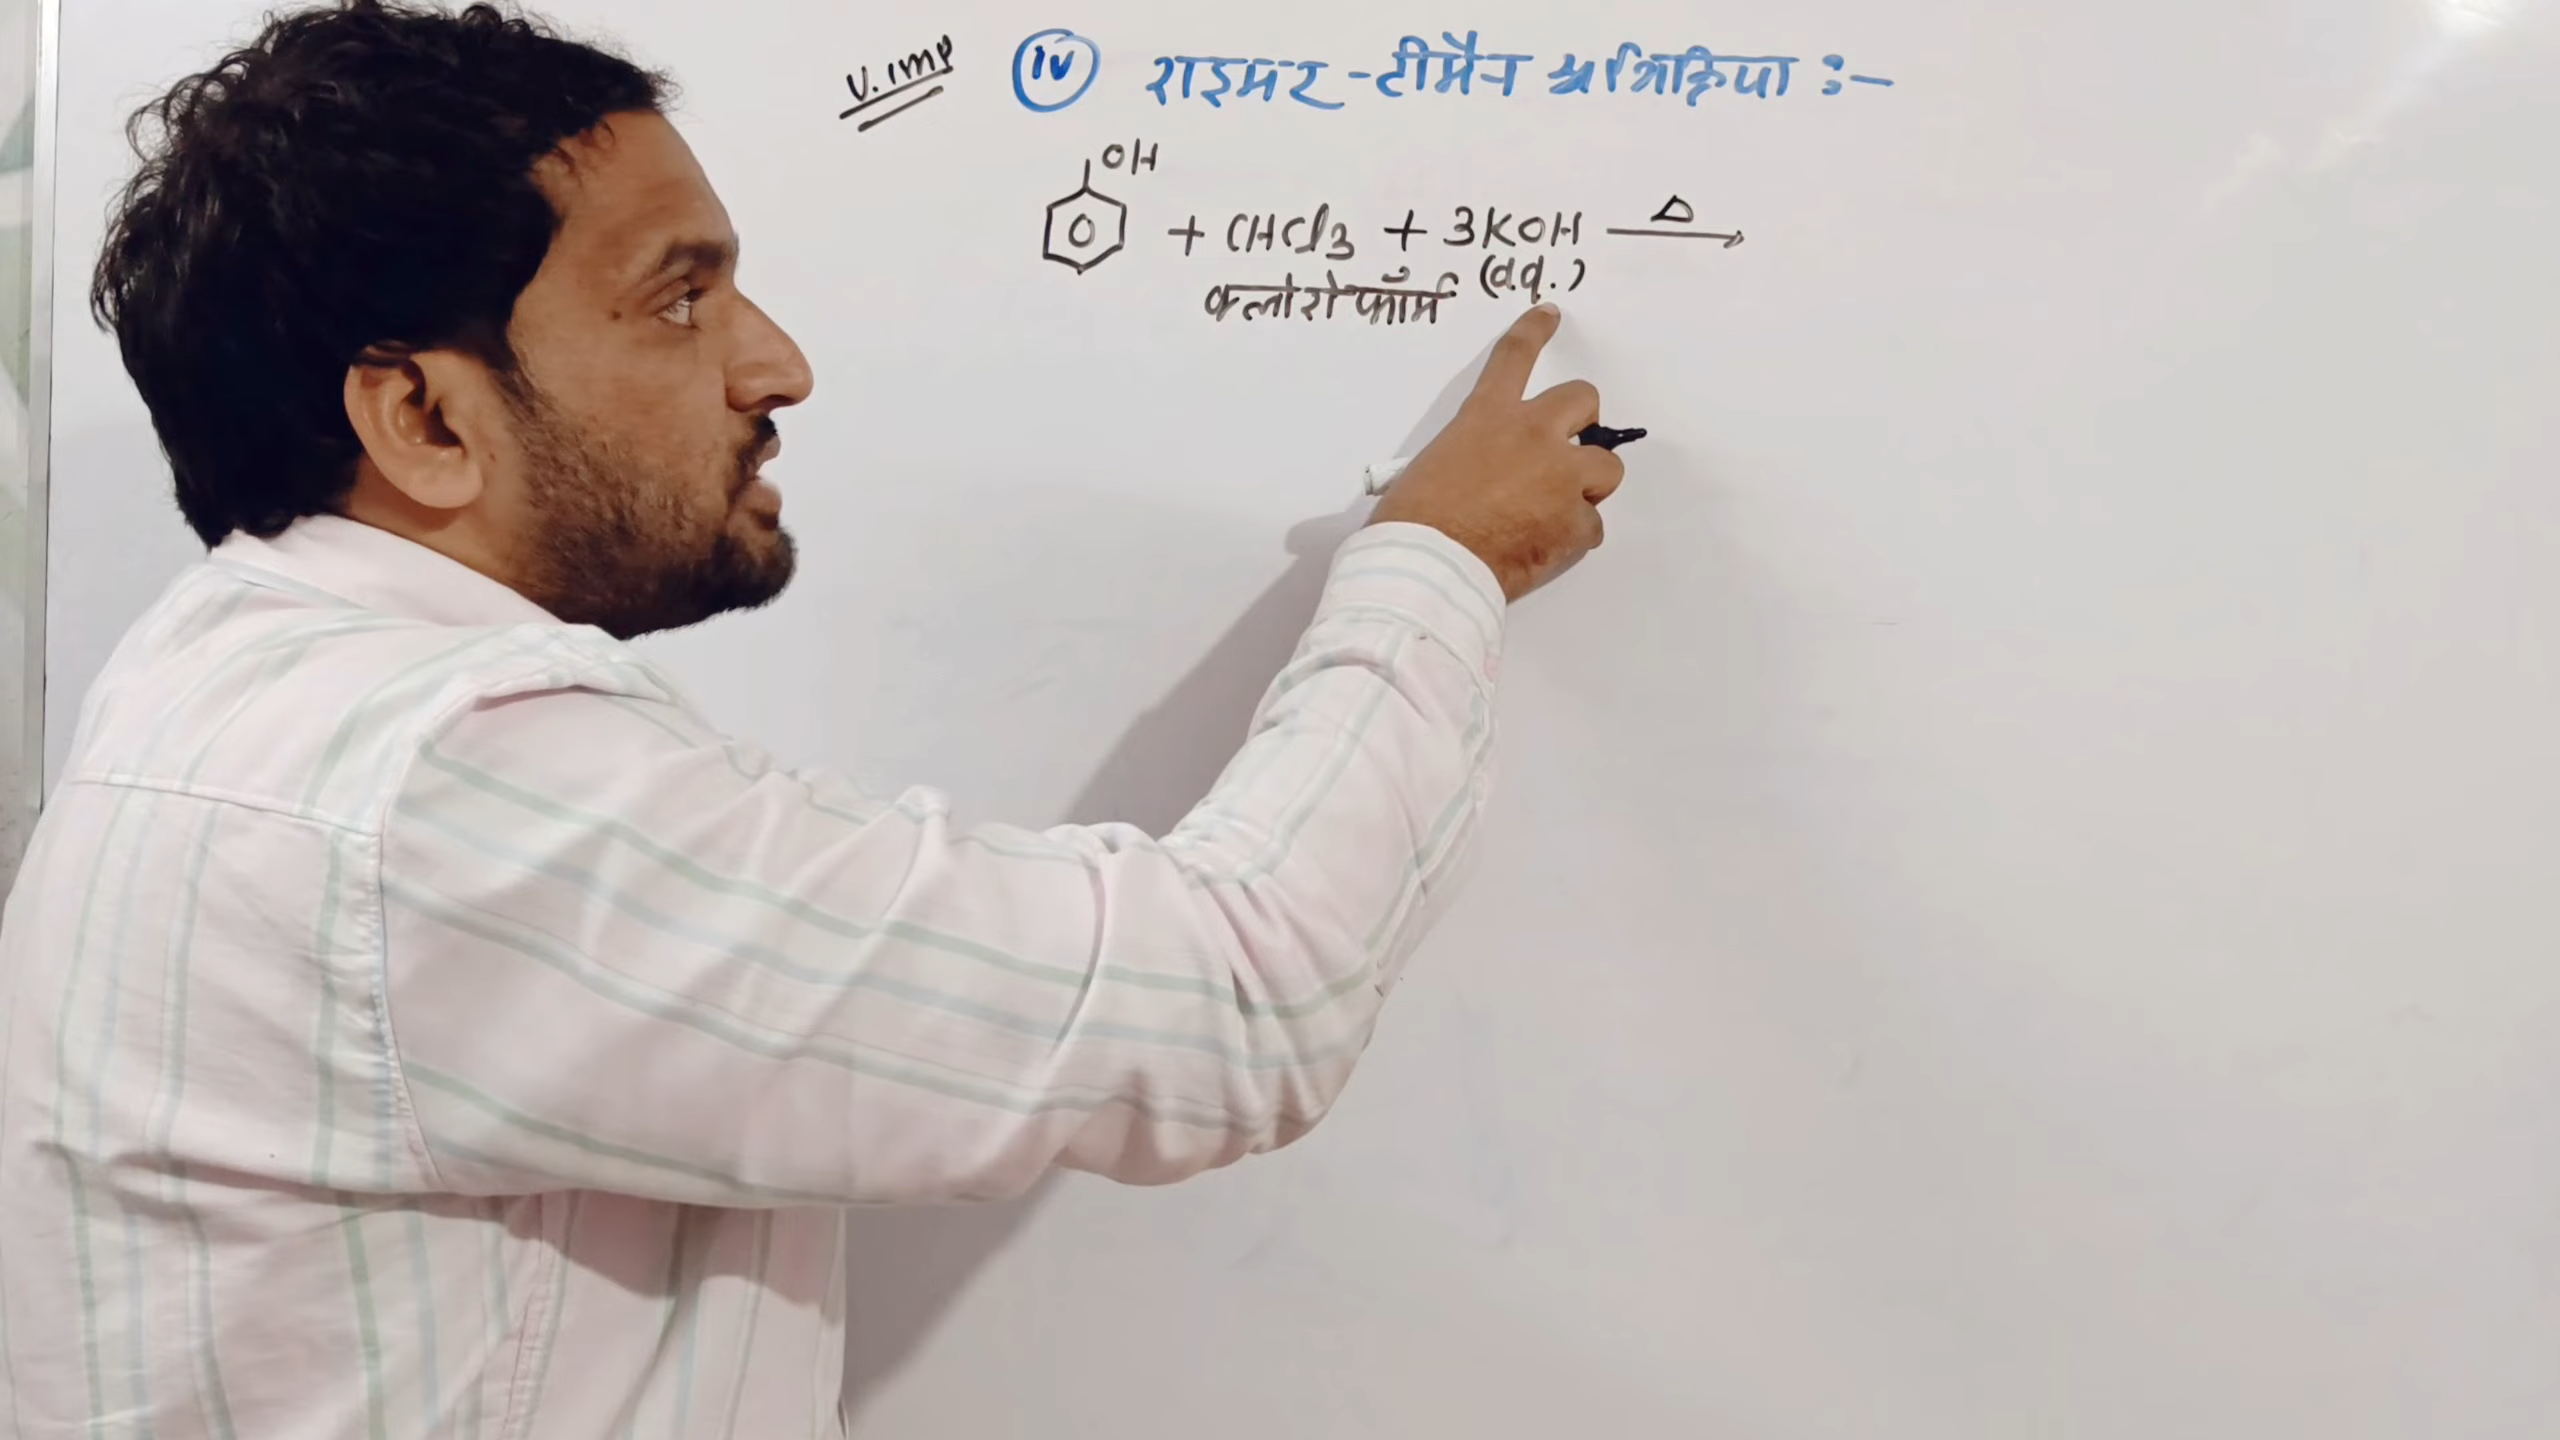 V. Imp (iv) राइमर-टीमैन अभिक्रिया :-
OH
+ CHCl3 + 3KOH Δ →
क्लोरोफॉर्म (aq.)